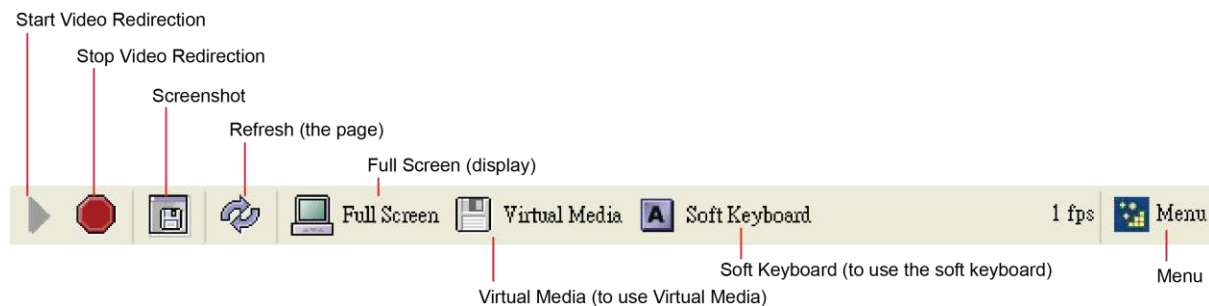 Start Video Redirection
Stop Video Redirection
Screenshot
Refresh (the page)
Full Screen (display)
Full Screen Virtual Media A Soft Keyboard 1 fps Menu
Soft Keyboard (to use the soft keyboard)
Menu
Virtual Media (to use Virtual Media)